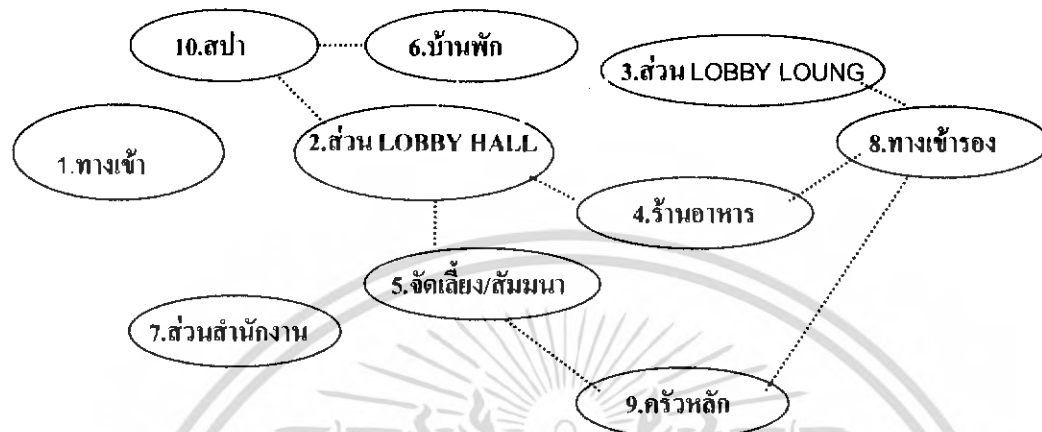 10.สปา
6.บ้านพัก
3.ส่วน LOBBY LOUNG
1.ทางเข้า
2.ส่วน LOBBY HALL
8.ทางเข้ารอง
4.ร้านอาหาร
5.จัดเลี้ยง/สัมมนา
7.ส่วนสำนักงาน
9.ครัวหลัก